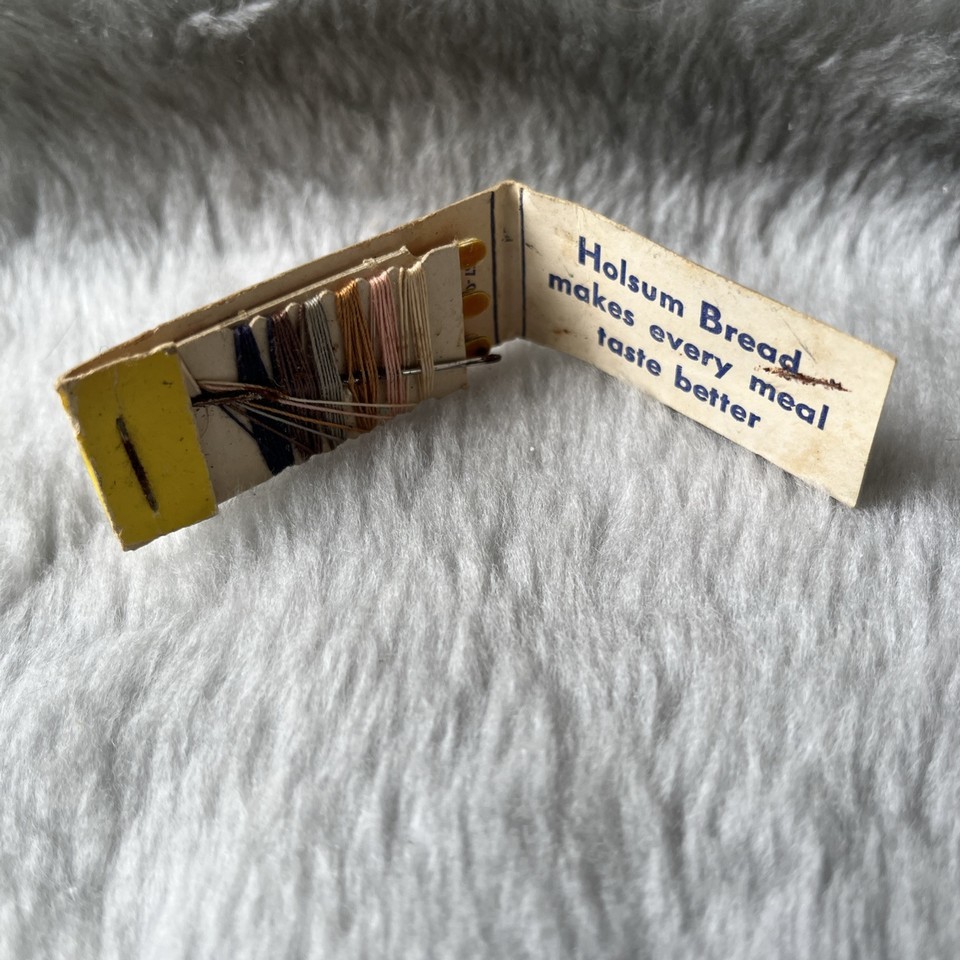 Holsum Bread
makes every meal
taste better